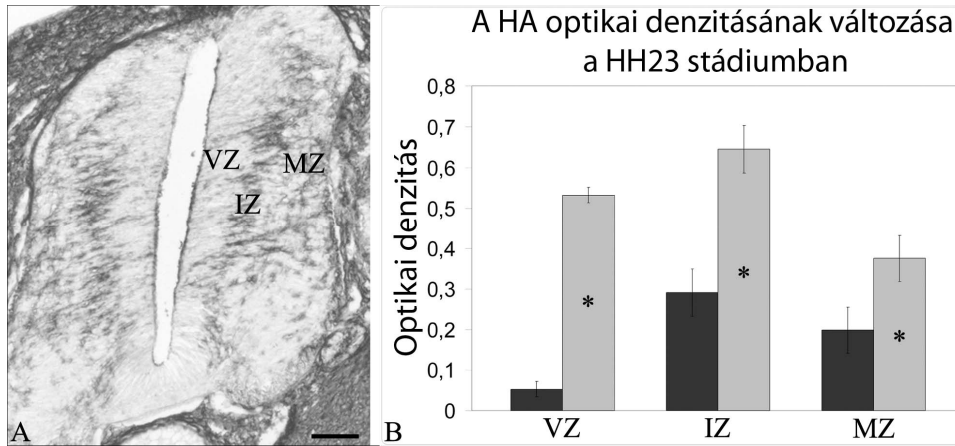 VZ
MZ
IZ
A
A HA optikai denzitásának változása
a HH23 stádiumban
Optikai denzitás
0,8
0,7
0,6
0,5
0,4
0,3
0,2
0,1
0
*
*
*
VZ
IZ
MZ
B